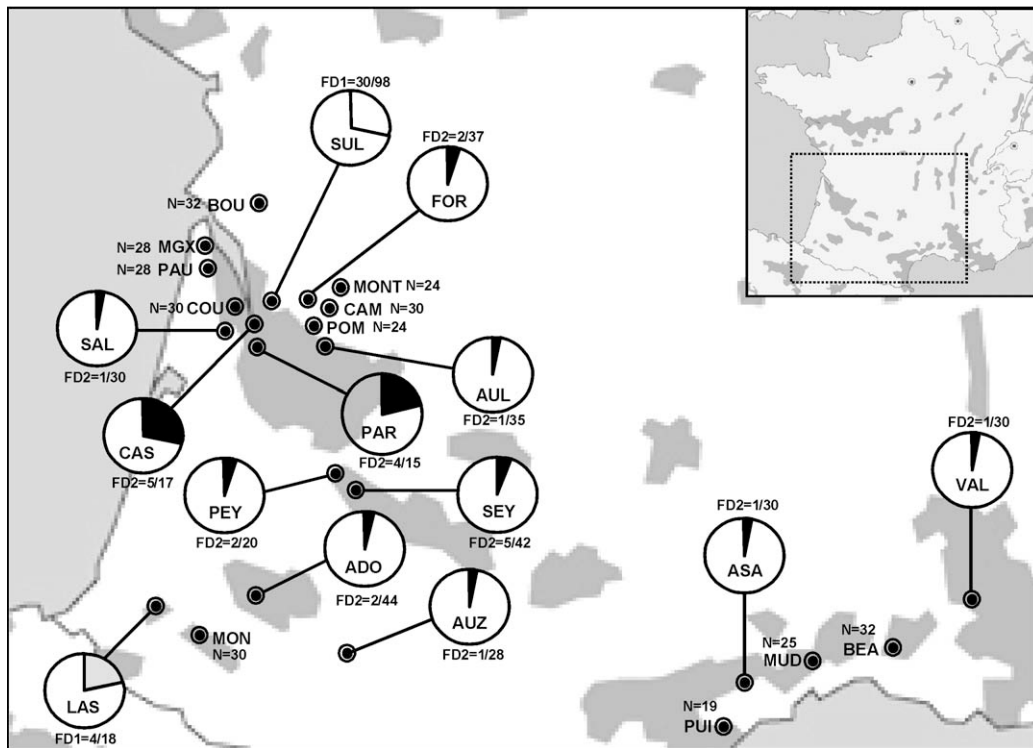 FD1=30/98
SUL
FD2=2/37
FOR
N=32 BOU
N=28 MGX
N=28 PAU
MONT N=24
N=30 COU
CAM N=30
POM N=24
SAL
FD2=1/30
AUL
FD2=1/35
PAR
FD2=4/15
CAS
FD2=5/17
FD2=1/30
VAL
PEY
FD2=2/20
SEY
FD2=5/42
FD2=1/30
ASA
ADO
FD2=2/44
AUZ
FD2=1/28
MON
N=30
N=25
MUD
N=32
BEA
LAS
FD1=4/18
N=19
PUI